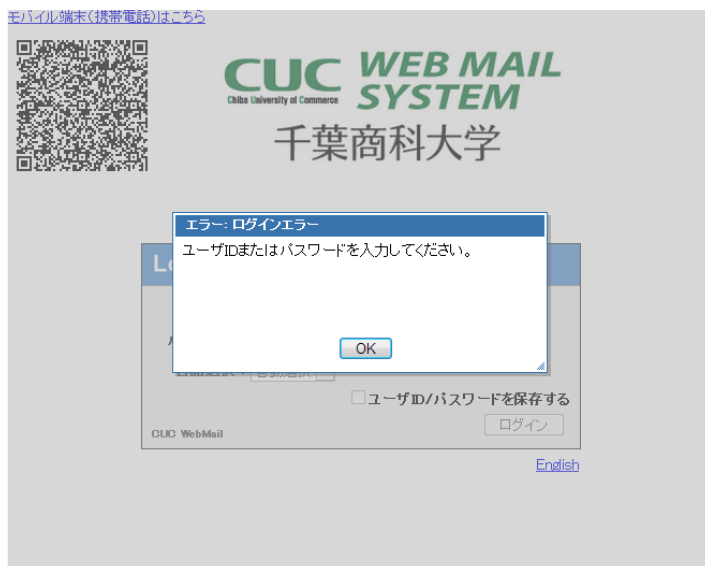 モバイル端末(携帯電話)はこちら
CUC WEB MAIL
Chiba University of Commerce SYSTEM
千葉商科大学
エラー: ログインエラー
ユーザIDまたはパスワードを入力してください。
OK
ユーザID/パスワードを保存する
ログイン
CUC WebMail
English